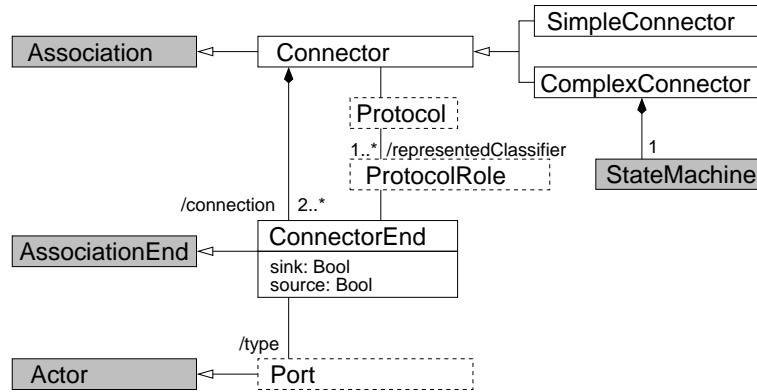 SimpleConnector
Association
Connector
ComplexConnector
Protocol
1..* /representedClassifier
1
ProtocolRole
StateMachine
/connection 2..*
ConnectorEnd
AssociationEnd
sink: Bool
source: Bool
/type
Actor
Port